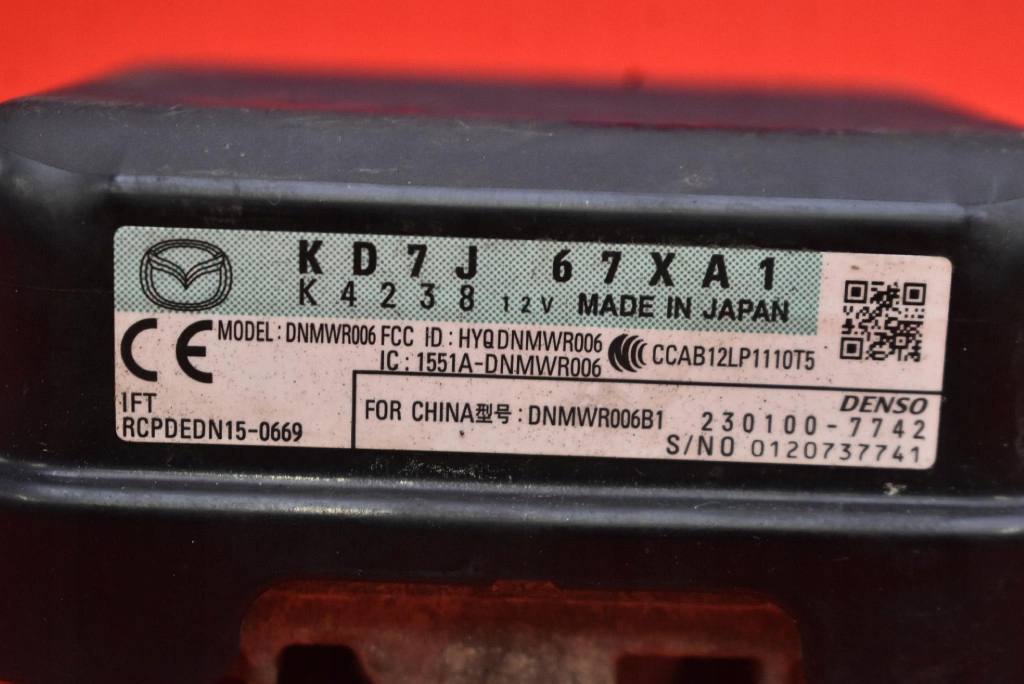 KD7J 67XA1
K4238 12V MADE IN JAPAN
CE MODEL: DNMWR006 FCC ID: HYQDNMWR006
IC: 1551A-DNMWR006
CCAB12LP1110T5
IFT
RCPDEDN15-0669
FOR CHINA型号: DNMWR006B1
DENSO
230100-7742
S/NO 0120737741